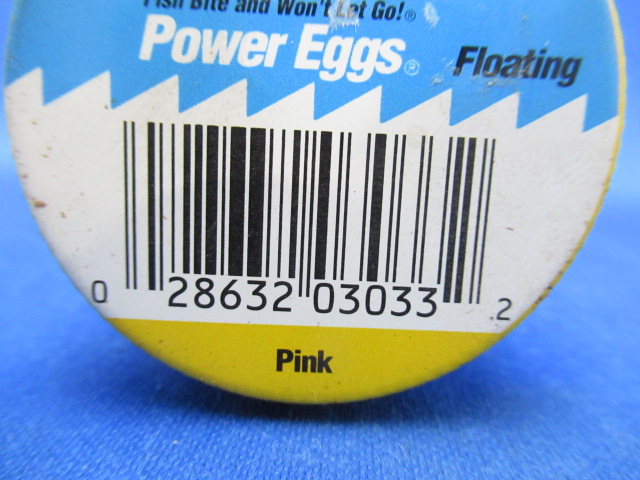 Fish Bite and Won't Let Go!®
Power Eggs® Floating
0 28632 03033 .2
Pink